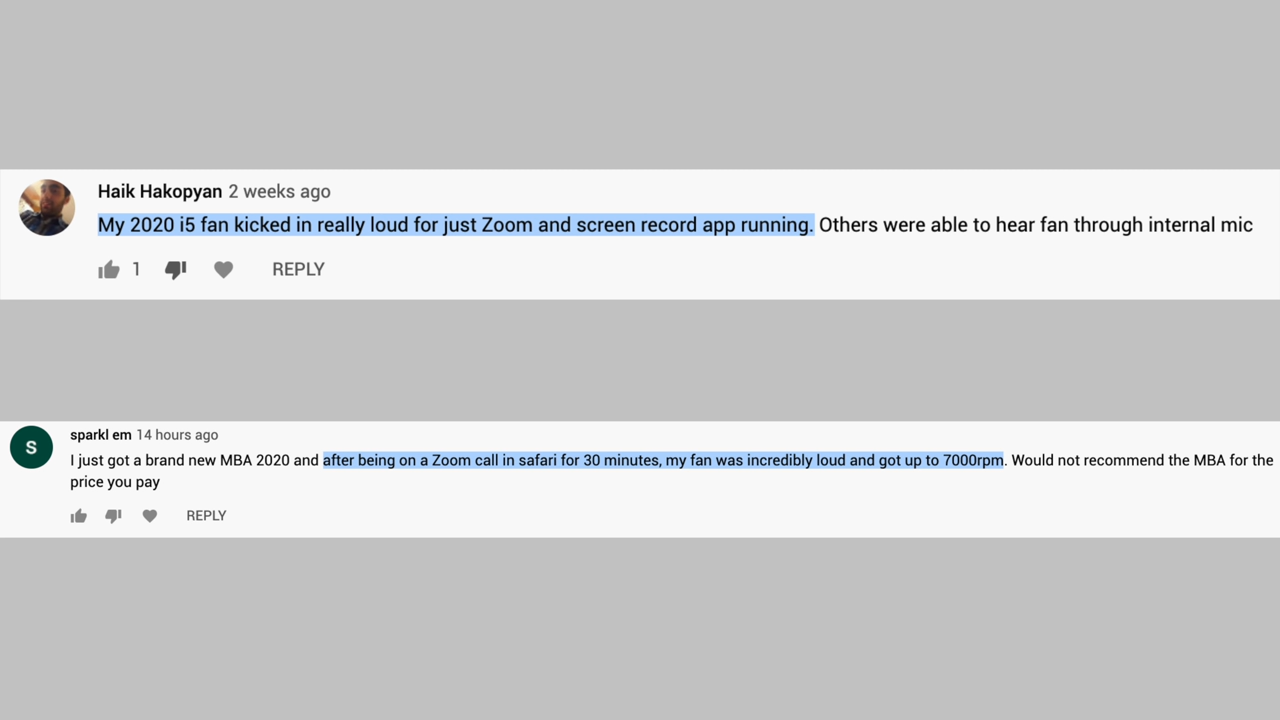 Haik Hakopyan 2 weeks ago
My 2020 i5 fan kicked in really loud for just Zoom and screen record app running. Others were able to hear fan through internal mic
1 REPLY
S
sparkl em 14 hours ago
I just got a brand new MBA 2020 and after being on a Zoom call in safari for 30 minutes, my fan was incredibly loud and got up to 7000rpm. Would not recommend the MBA for the
price you pay
REPLY